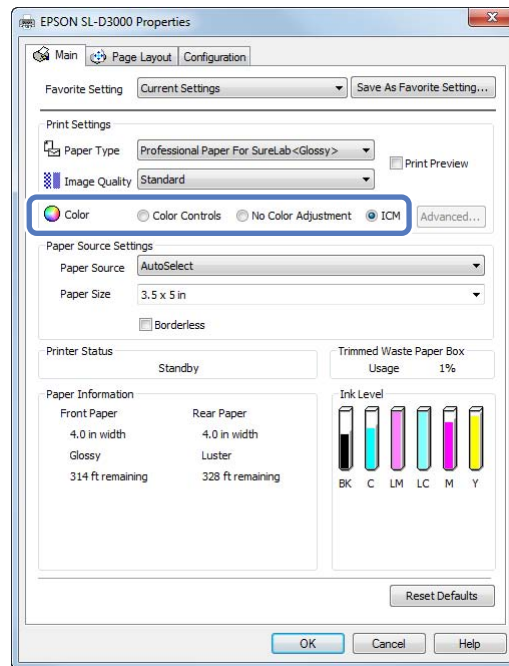 EPSON SL-D3000 Properties
Main Page Layout Configuration
Favorite Setting Current Settings Save As Favorite Setting...
Print Settings
Paper Type Professional Paper For SureLab<Glossy>
Print Preview
Image Quality Standard
Color Color Controls No Color Adjustment ICM Advanced...
Paper Source Settings
Paper Source AutoSelect
Paper Size 3.5 x 5 in
Borderless
Printer Status Trimmed Waste Paper Box
Standby Usage 1%
Paper Information Ink Level
Front Paper Rear Paper
4.0 in width 4.0 in width
Glossy Luster
314 ft remaining 328 ft remaining
BK C LM LC M Y
Reset Defaults
OK Cancel Help